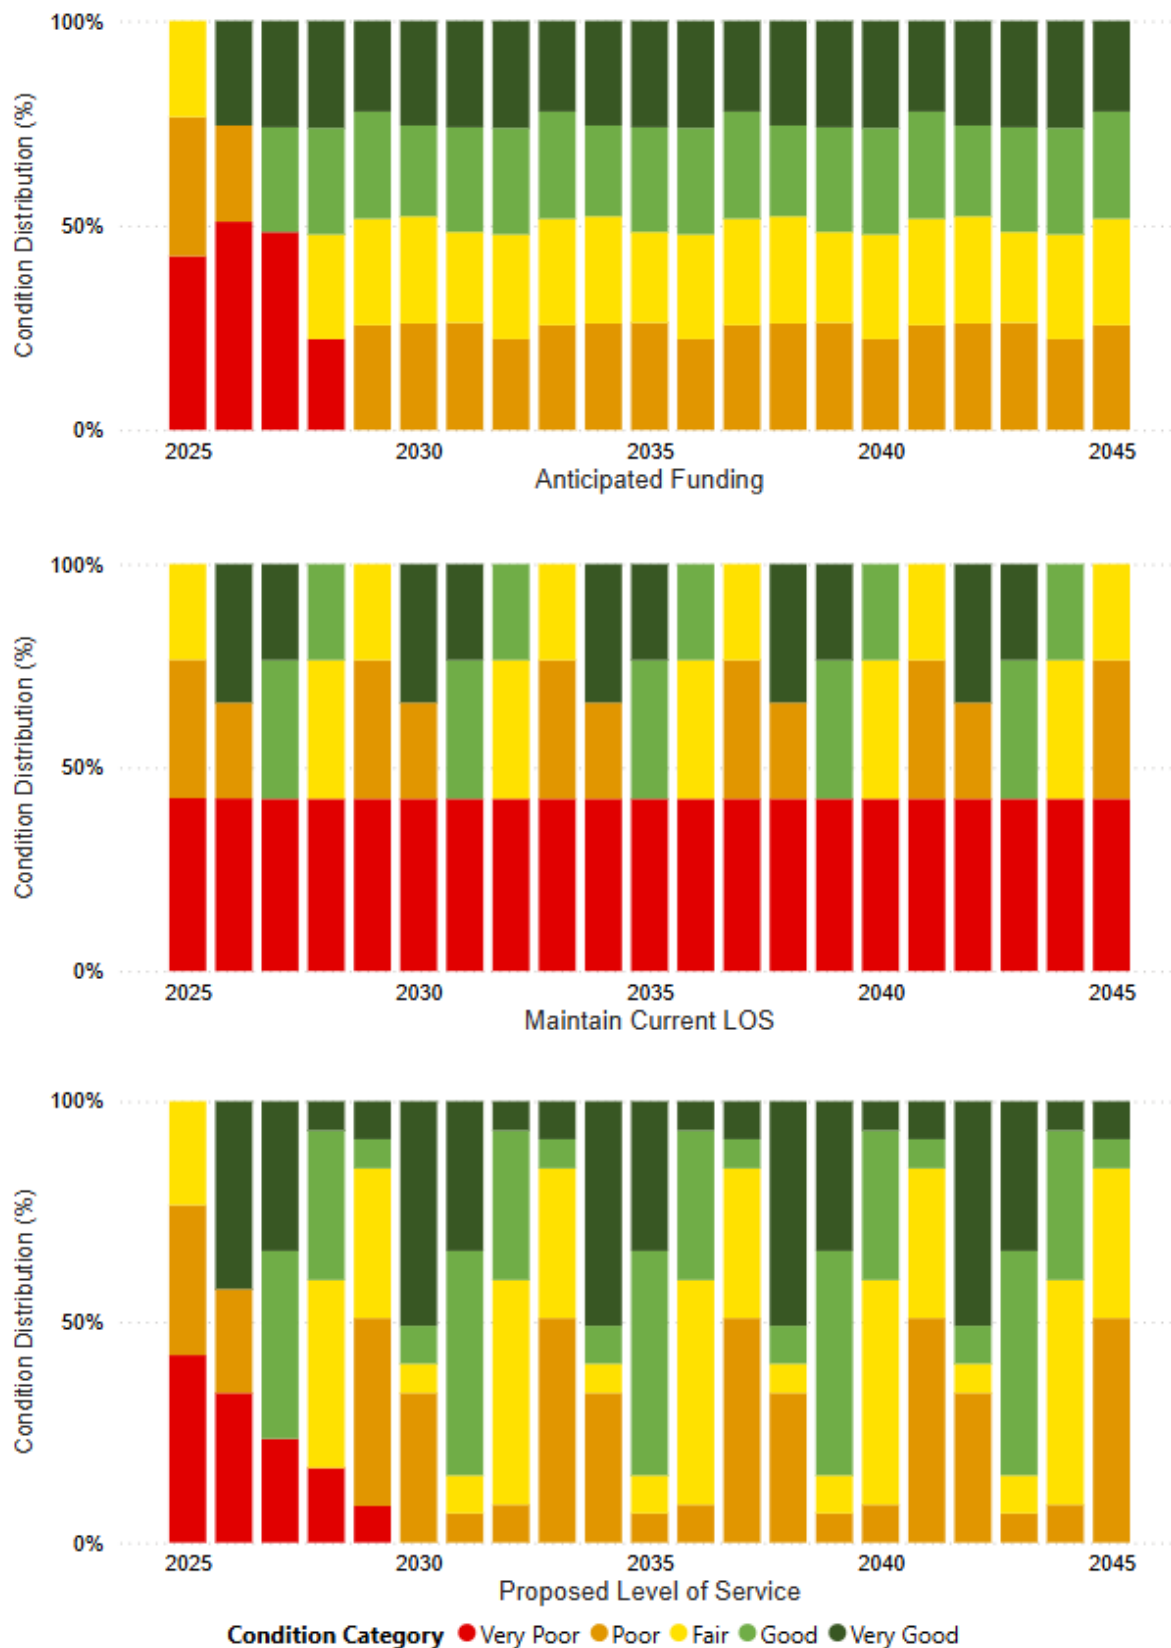 Condition Distribution (%)
100%
50%
0%
2025 2030 2035 2040 2045
Anticipated Funding
Condition Distribution (%)
100%
50%
0%
2025 2030 2035 2040 2045
Maintain Current LOS
Condition Distribution (%)
100%
50%
0%
2025 2030 2035 2040 2045
Proposed Level of Service
Condition Category Very Poor Poor Fair Good Very Good